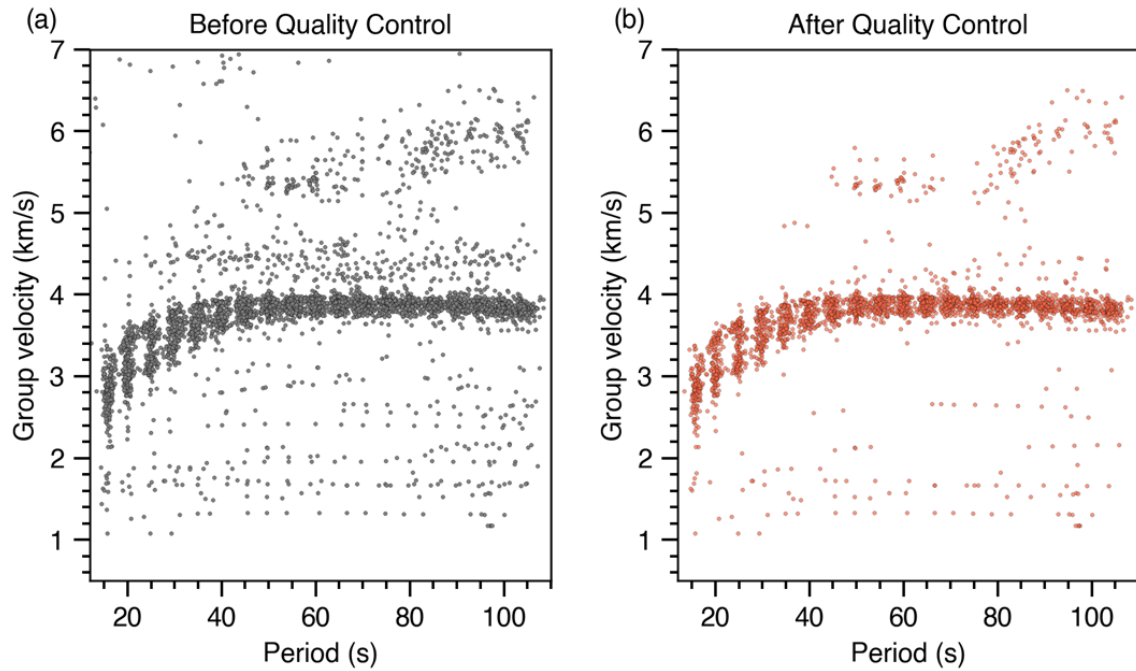 (a) Before Quality Control
7
6
5
4
3
2
1
Group velocity (km/s)
20 40 60 80 100
Period (s)
(b) After Quality Control
7
6
5
4
3
2
1
Group velocity (km/s)
20 40 60 80 100
Period (s)